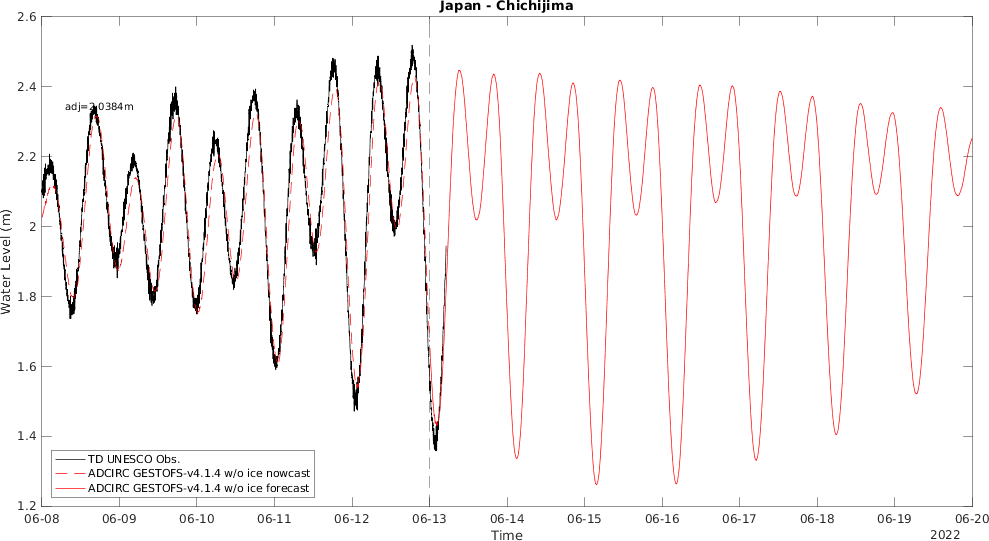 Japan - Chichijima
2.6
2.4
2.2
2
1.8
1.6
1.4
1.2
Water Level (m)
adj=2.0384m
TD UNESCO Obs.
ADCIRC GESTOFS-v4.1.4 w/o ice nowcast
ADCIRC GESTOFS-v4.1.4 w/o ice forecast
06-08 06-09 06-10 06-11 06-12 06-13 06-14 06-15 06-16 06-17 06-18 06-19 06-20
Time
2022